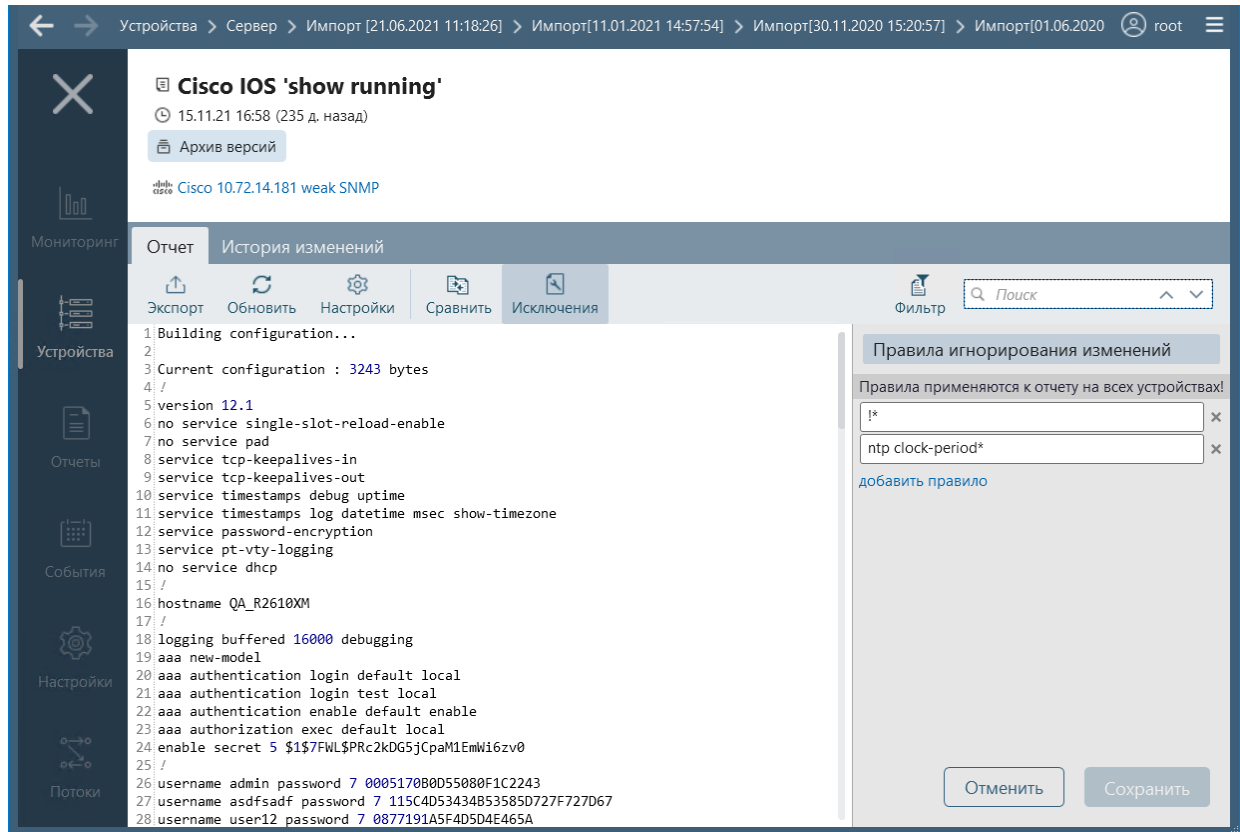 Устройства > Сервер > Импорт [21.06.2021 11:18:26] > Импорт[11.01.2021 14:57:54] > Импорт[30.11.2020 15:20:57] > Импорт[01.06.2020 root
Cisco IOS 'show running'
15.11.21 16:58 (235 д. назад)
Архив версий
cisco Cisco 10.72.14.181 weak SNMP
Мониторинг
Устройства
Отчеты
События
Настройки
Потоки
Отчет История изменений
Экспорт Обновить Настройки Сравнить Исключения Фильтр Поиск
1 Building configuration...
2
3 Current configuration : 3243 bytes
4 !
5 version 12.1
6 no service single-slot-reload-enable
7 no service pad
8 service tcp-keepalives-in
9 service tcp-keepalives-out
10 service timestamps debug uptime
11 service timestamps log datetime msec show-timezone
12 service password-encryption
13 service pt-vty-logging
14 no service dhcp
15 !
16 hostname QA_R2610XM
17 !
18 logging buffered 16000 debugging
19 aaa new-model
20 aaa authentication login default local
21 aaa authentication login test local
22 aaa authentication enable default enable
23 aaa authorization exec default local
24 enable secret 5 $1$7FWL$PRc2kDG5jCpaM1EmWi6zv0
25 !
26 username admin password 7 0005170B0D55080F1C2243
27 username asdfsadf password 7 115C4D53434B53585D727F727D67
28 username user12 password 7 0877191A5F4D5D4E465A
Правила игнорирования изменений
Правила применяются к отчету на всех устройствах!
!*
ntp clock-period*
добавить правило
Отменить Сохранить